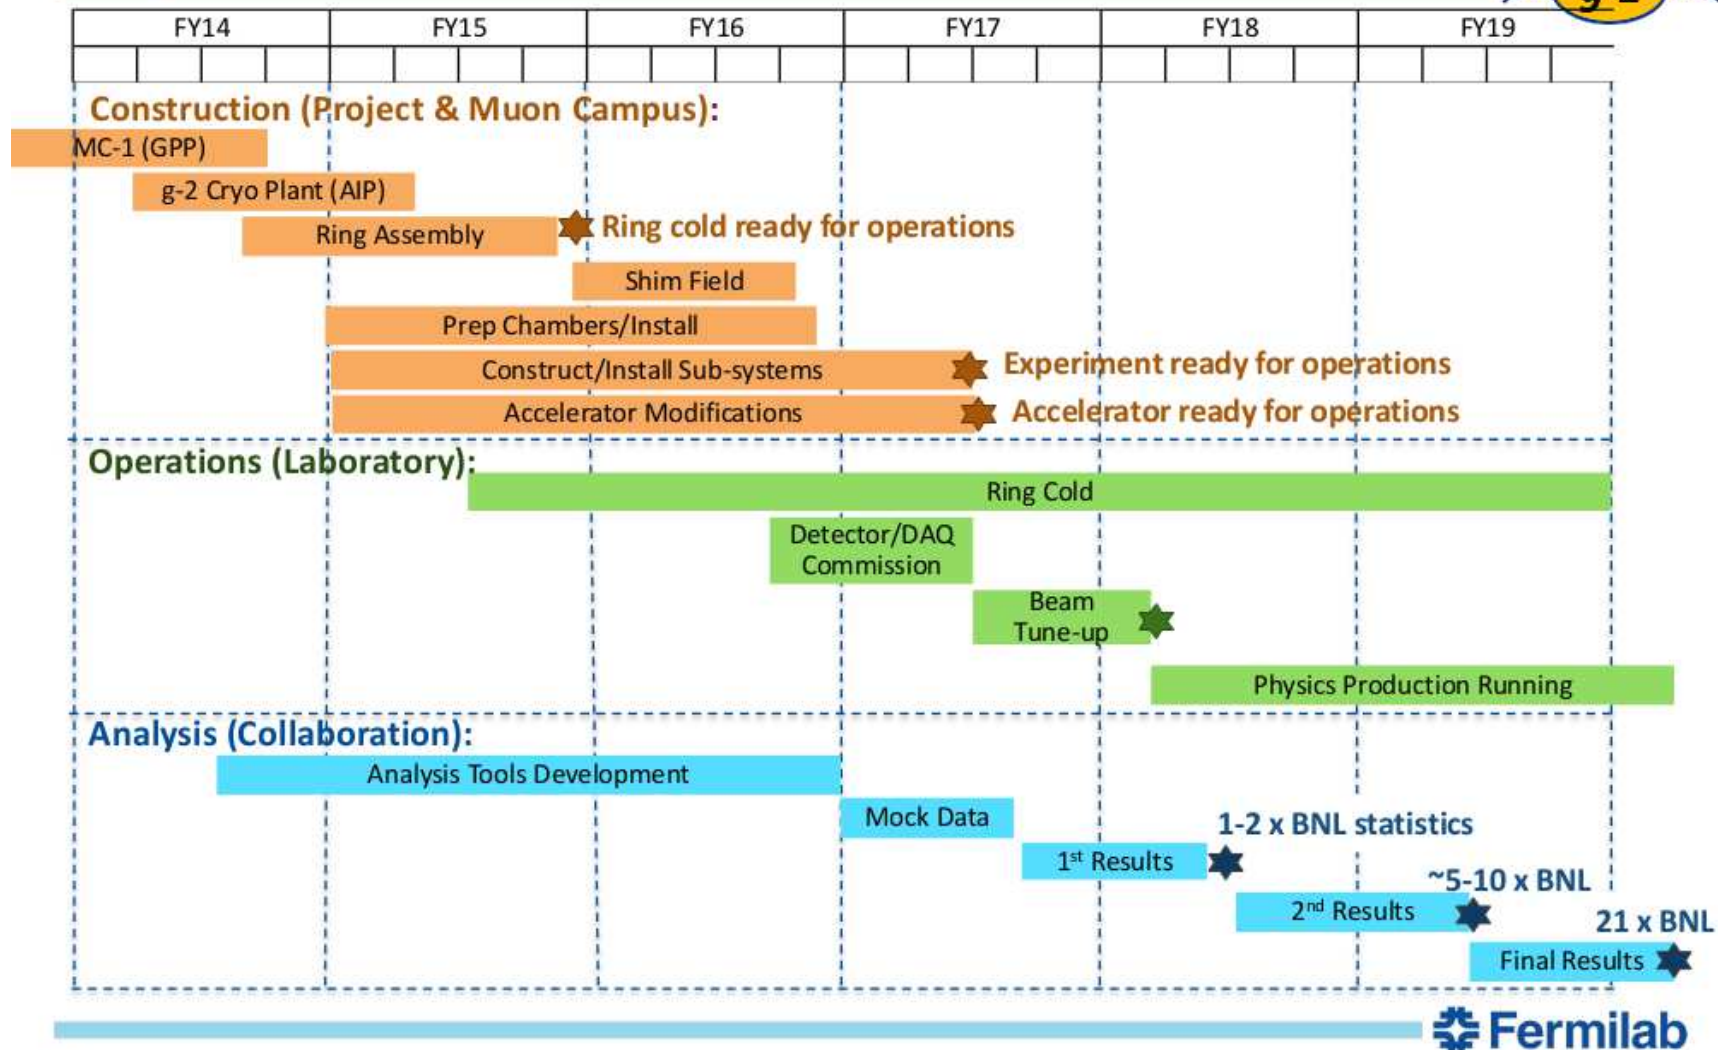 g-2
FY14 FY15 FY16 FY17 FY18 FY19
Construction (Project & Muon Campus):
MC-1 (GPP)
g-2 Cryo Plant (AIP)
Ring Assembly
Ring cold ready for operations
Shim Field
Prep Chambers/Install
Construct/Install Sub-systems
Experiment ready for operations
Accelerator Modifications
Accelerator ready for operations
Operations (Laboratory):
Ring Cold
Detector/DAQ
Commission
Beam
Tune-up
Physics Production Running
Analysis (Collaboration):
Analysis Tools Development
Mock Data
1-2 x BNL statistics
1st Results
~5-10 x BNL
2nd Results
21 x BNL
Final Results
Fermilab